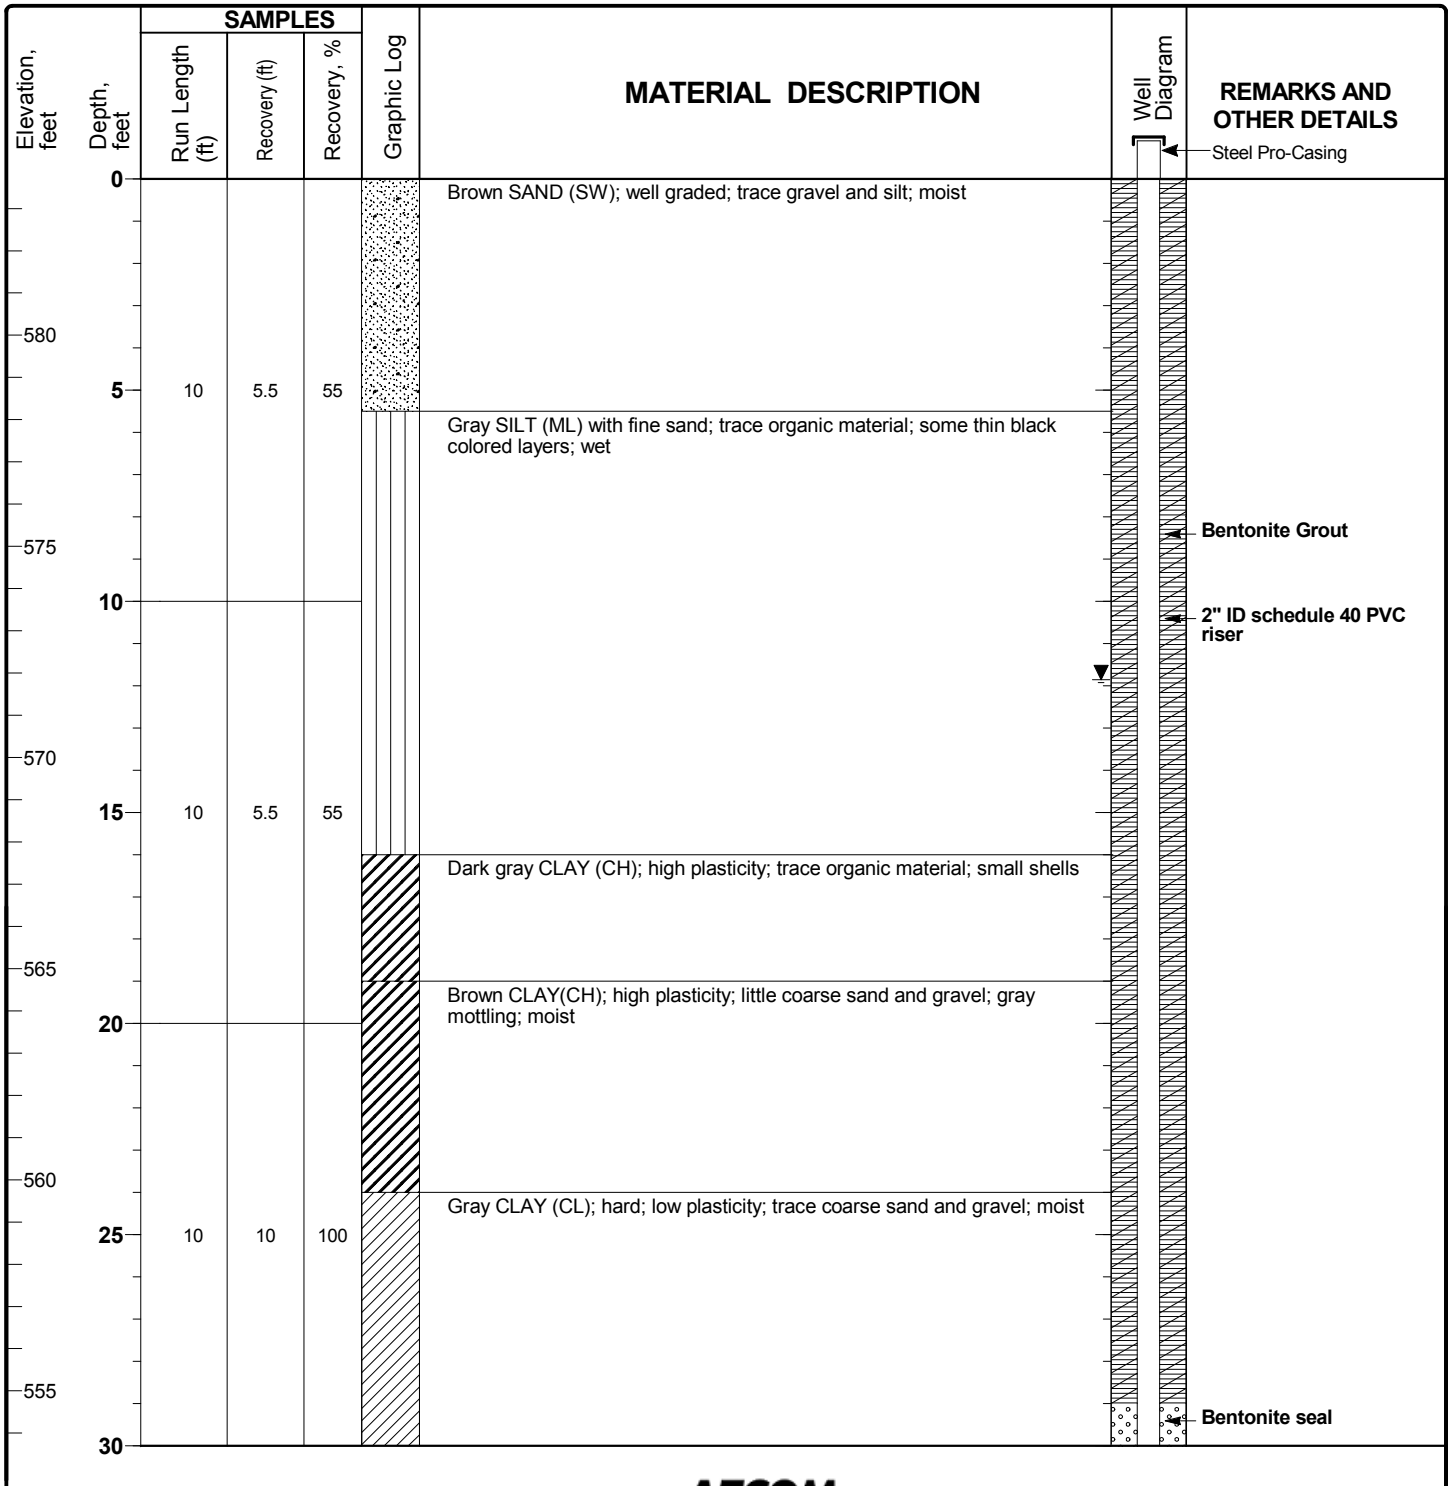 SAMPLES
Elevation,
feet
Depth,
feet
Run Length
(ft)
Recovery (ft)
Recovery, %
Graphic Log
MATERIAL DESCRIPTION
Well
Diagram
REMARKS AND
OTHER DETAILS
Steel Pro-Casing
0
Brown SAND (SW); well graded; trace gravel and silt; moist
580
5
10
5.5
55
Gray SILT (ML) with fine sand; trace organic material; some thin black
colored layers; wet
Bentonite Grout
575
10
2" ID schedule 40 PVC
riser
570
15
10
5.5
55
Dark gray CLAY (CH); high plasticity; trace organic material; small shells
565
Brown CLAY(CH); high plasticity; little coarse sand and gravel; gray
mottling; moist
20
560
Gray CLAY (CL); hard; low plasticity; trace coarse sand and gravel; moist
25
10
10
100
555
Bentonite seal
30